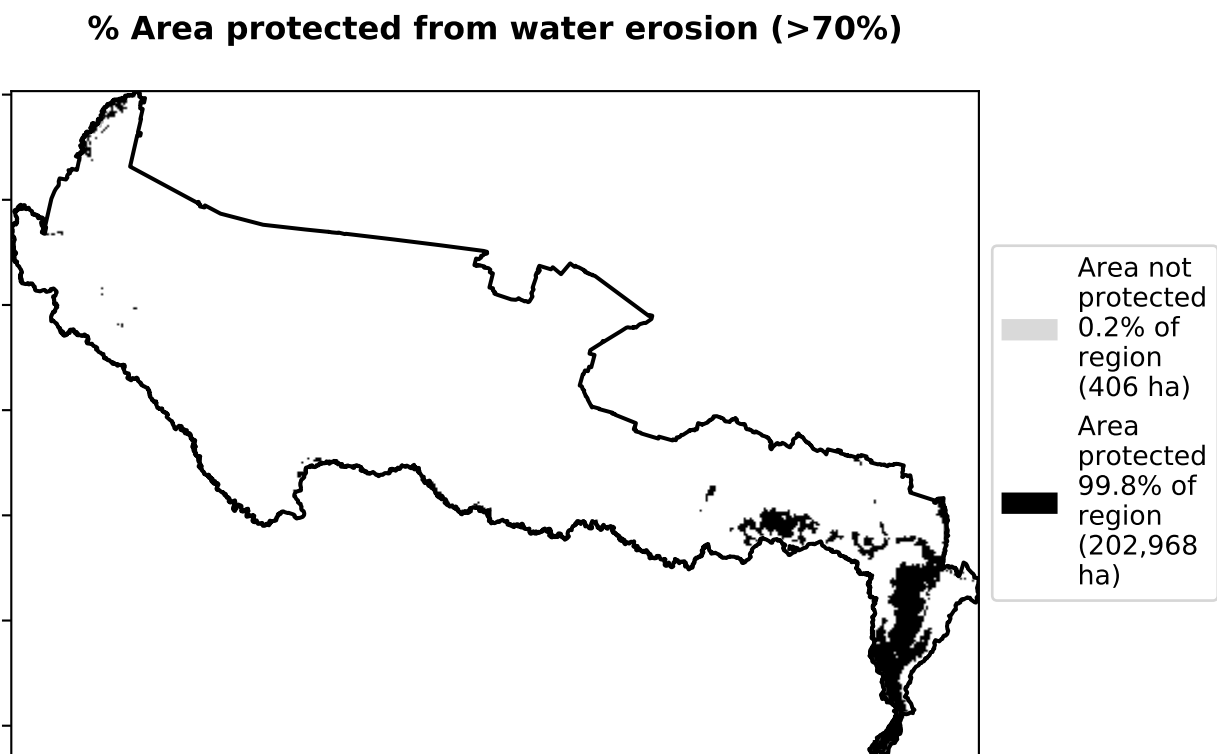 % Area protected from water erosion (>70%)
Area not
protected
0.2% of
region
(406 ha)
Area
protected
99.8% of
region
(202,968
ha)